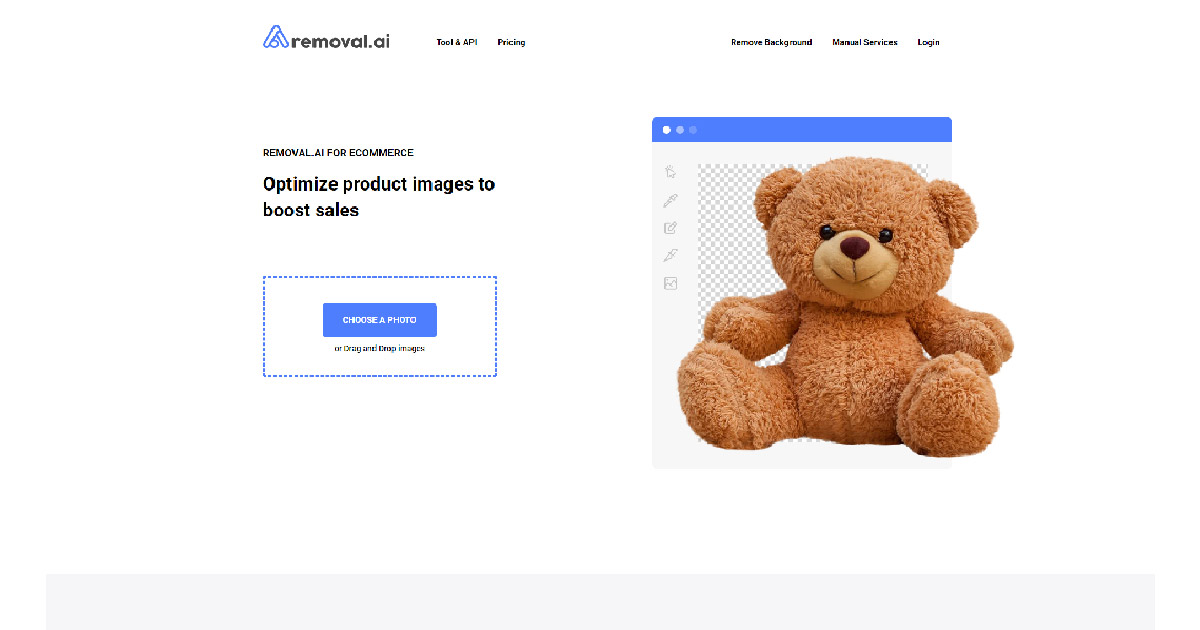 removal.ai
Tool & API
Pricing
Remove Background
Manual Services
Login
REMOVAL.AI FOR ECOMMERCE
Optimize product images to
boost sales
CHOOSE A PHOTO
or Drag and Drop images